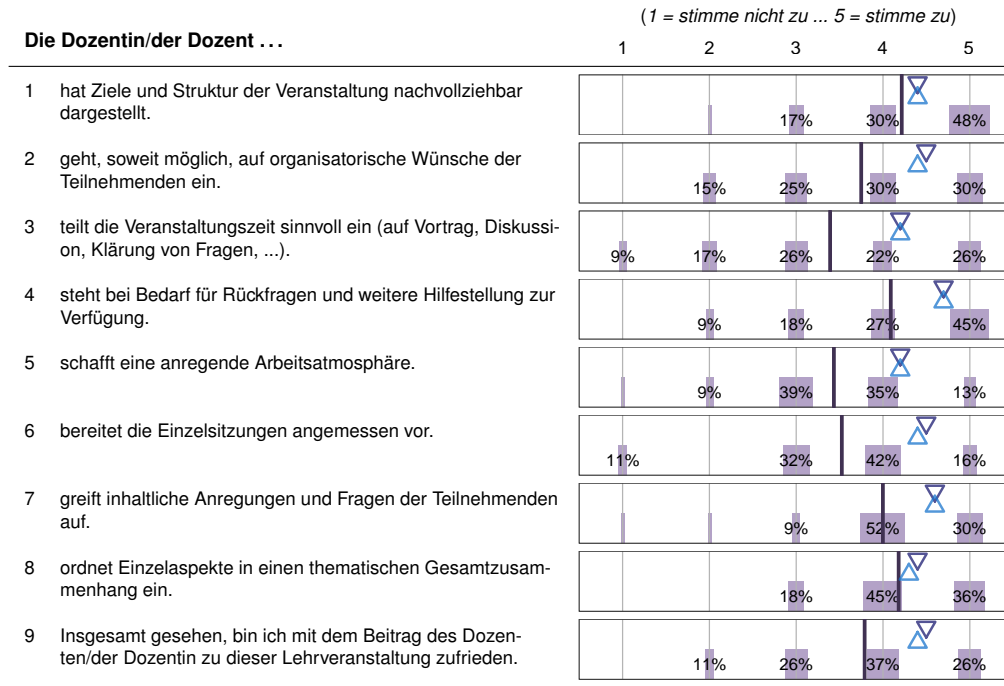 (1 = stimme nicht zu ... 5 = stimme zu)
Die Dozentin/der Dozent . . .
1 2 3 4 5
1 hat Ziele und Struktur der Veranstaltung nachvollziehbar
dargestellt.
17% 30% 48%
2 geht, soweit möglich, auf organisatorische Wünsche der
Teilnehmenden ein.
15% 25% 30% 30%
3 teilt die Veranstaltungszeit sinnvoll ein (auf Vortrag, Diskussi-
on, Klärung von Fragen, ...).
9% 17% 26% 22% 26%
4 steht bei Bedarf für Rückfragen und weitere Hilfestellung zur
Verfügung.
9% 18% 27% 45%
5 schafft eine anregende Arbeitsatmosphäre.
9% 39% 35% 13%
6 bereitet die Einzelsitzungen angemessen vor.
11% 32% 42% 16%
7 greift inhaltliche Anregungen und Fragen der Teilnehmenden
auf.
9% 52% 30%
8 ordnet Einzelaspekte in einen thematischen Gesamtzusam-
menhang ein.
18% 45% 36%
9 Insgesamt gesehen, bin ich mit dem Beitrag des Dozen-
ten/der Dozentin zu dieser Lehrveranstaltung zufrieden.
11% 26% 37% 26%